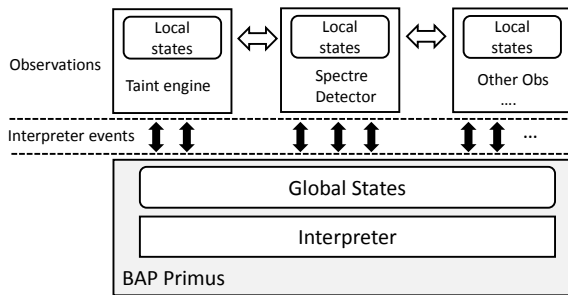 Local
states
Local
states
Local
states
Observations
Taint engine
Spectre
Detector
Other Obs
....
Interpreter events
...
Global States
Interpreter
BAP Primus